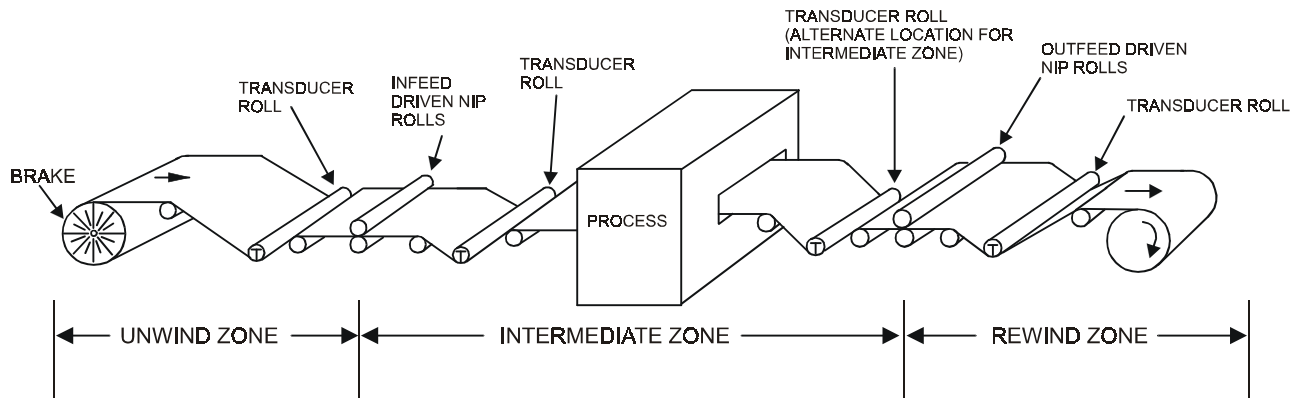 TRANSDUCER ROLL
(ALTERNATE LOCATION FOR
INTERMEDIATE ZONE)
OUTFEED DRIVEN
NIP ROLLS
TRANSDUCER
ROLL
INFEED
DRIVEN NIP
ROLLS
TRANSDUCER
ROLL
TRANSDUCER ROLL
BRAKE
PROCESS
T
T
T
T
UNWIND ZONE
INTERMEDIATE ZONE
REWIND ZONE